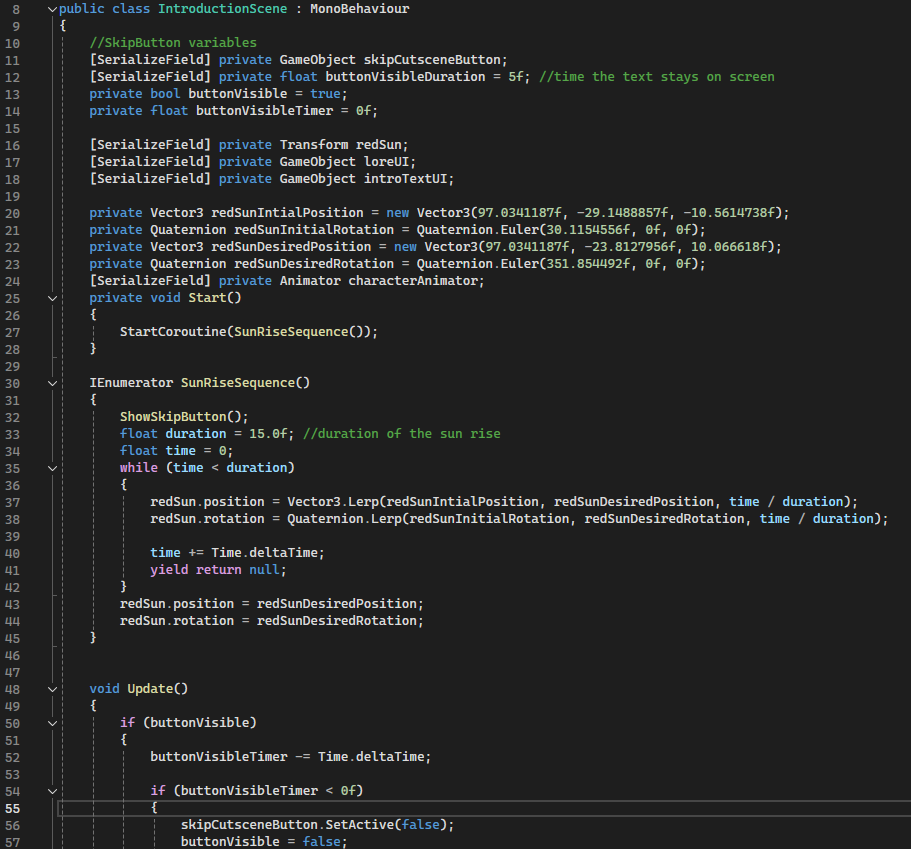 8 public class IntroductionScene : MonoBehaviour
9 {
10 //SkipButton variables
11 [SerializeField] private GameObject skipCutsceneButton;
12 [SerializeField] private float buttonVisibleDuration = 5f; //time the text stays on screen
13 private bool buttonVisible = true;
14 private float buttonVisibleTimer = 0f;
15
16 [SerializeField] private Transform redSun;
17 [SerializeField] private GameObject loreUI;
18 [SerializeField] private GameObject introTextUI;
19
20 private Vector3 redSunIntialPosition = new Vector3(97.0341187f, -29.1488857f, -10.5614738f);
21 private Quaternion redSunInitialRotation = Quaternion.Euler(30.1154556f, 0f, 0f);
22 private Vector3 redSunDesiredPosition = new Vector3(97.0341187f, -23.8127956f, 10.066618f);
23 private Quaternion redSunDesiredRotation = Quaternion.Euler(351.854492f, 0f, 0f);
24 [SerializeField] private Animator characterAnimator;
25 private void Start()
26 {
27 StartCoroutine(SunRiseSequence());
28 }
29
30 IEnumerator SunRiseSequence()
31 {
32 ShowSkipButton();
33 float duration = 15.0f; //duration of the sun rise
34 float time = 0;
35 while (time < duration)
36 {
37 redSun.position = Vector3.Lerp(redSunIntialPosition, redSunDesiredPosition, time / duration);
38 redSun.rotation = Quaternion.Lerp(redSunInitialRotation, redSunDesiredRotation, time / duration);
39
40 time += Time.deltaTime;
41 yield return null;
42 }
43 redSun.position = redSunDesiredPosition;
44 redSun.rotation = redSunDesiredRotation;
45 }
46
47
48 void Update()
49 {
50 if (buttonVisible)
51 {
52 buttonVisibleTimer -= Time.deltaTime;
53
54 if (buttonVisibleTimer < 0f)
55 {
56 skipCutsceneButton.SetActive(false);
57 buttonVisible = false;